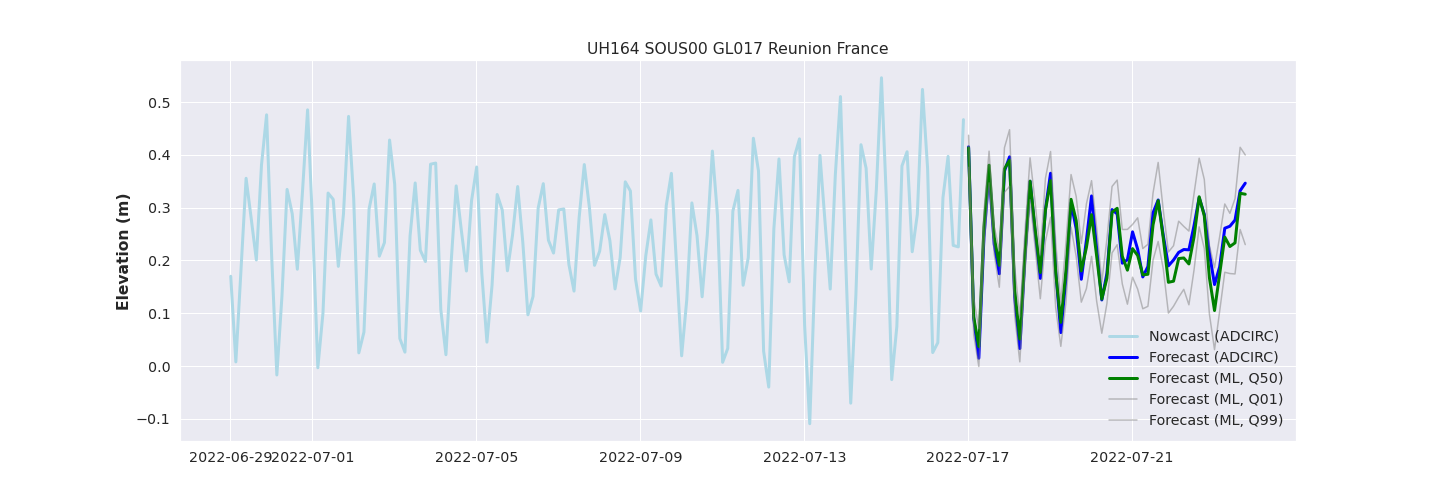 UH164 SOUS00 GL017 Reunion France
Elevation (m)
0.5
0.4
0.3
0.2
0.1
0.0
−0.1
Nowcast (ADCIRC)
Forecast (ADCIRC)
Forecast (ML, Q50)
Forecast (ML, Q01)
Forecast (ML, Q99)
2022-06-29 2022-07-01 2022-07-05 2022-07-09 2022-07-13 2022-07-17 2022-07-21